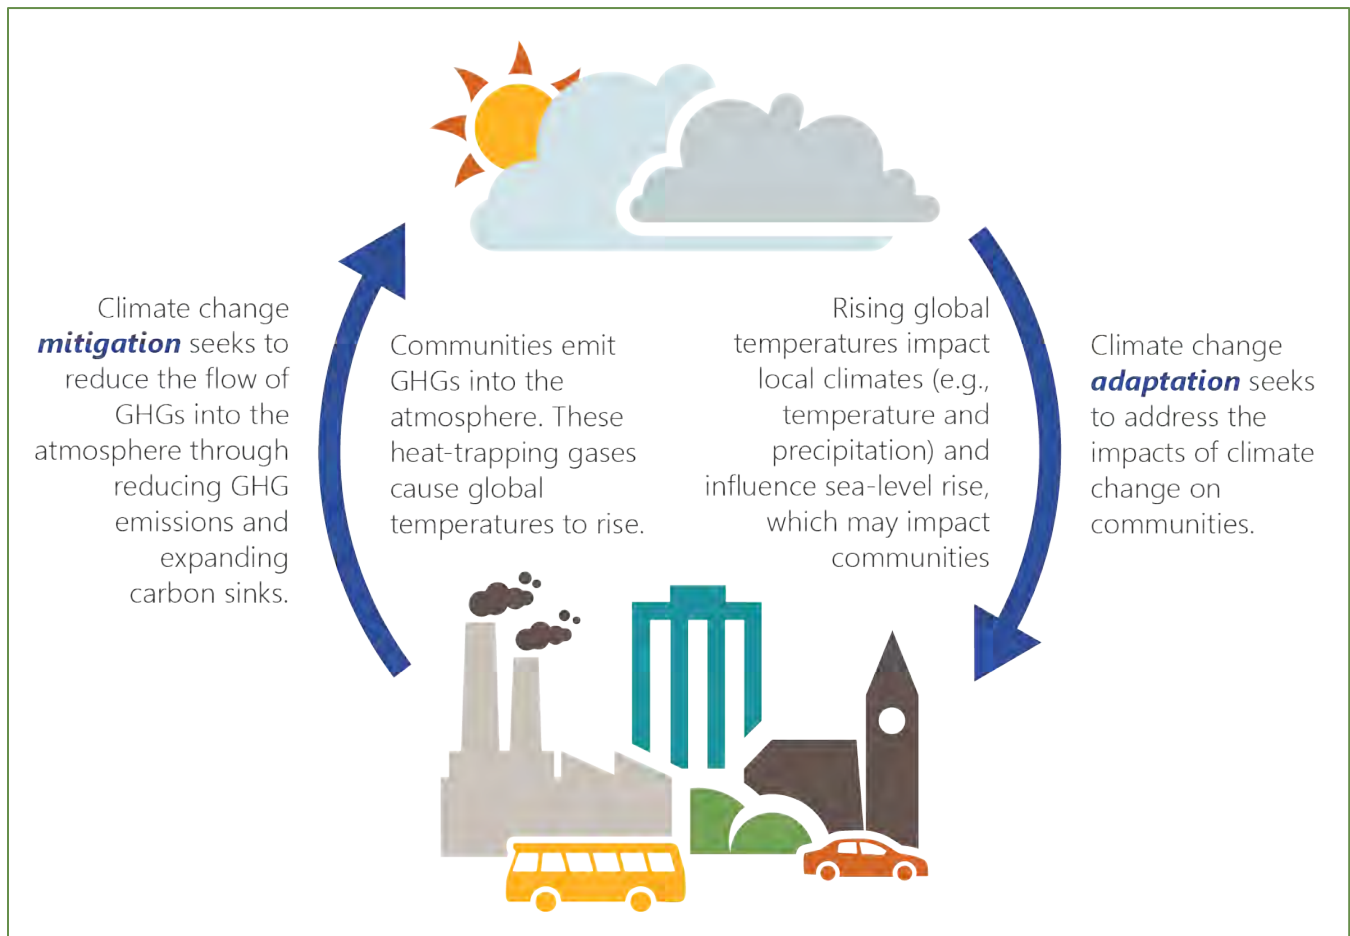 Climate change
mitigation seeks to
reduce the flow of
GHGs into the
atmosphere through
reducing GHG
emissions and
expanding
carbon sinks.
Communities emit
GHGs into the
atmosphere. These
heat-trapping gases
cause global
temperatures to rise.
Rising global
temperatures impact
local climates (e.g.,
temperature and
precipitation) and
influence sea-level rise,
which may impact
communities
Climate change
adaptation seeks
to address the
impacts of climate
change on
communities.